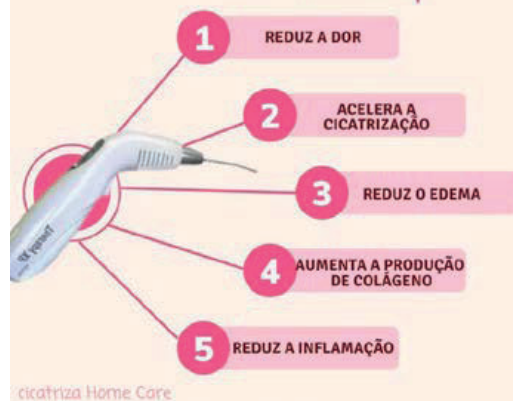 1
REDUZ A DOR
2
ACELERA A
CICATRIZAÇÃO
3
REDUZ O EDEMA
4
AUMENTA A PRODUÇÃO
DE COLÁGENO
5
REDUZ A INFLAMAÇÃO
cicatriza Home Care